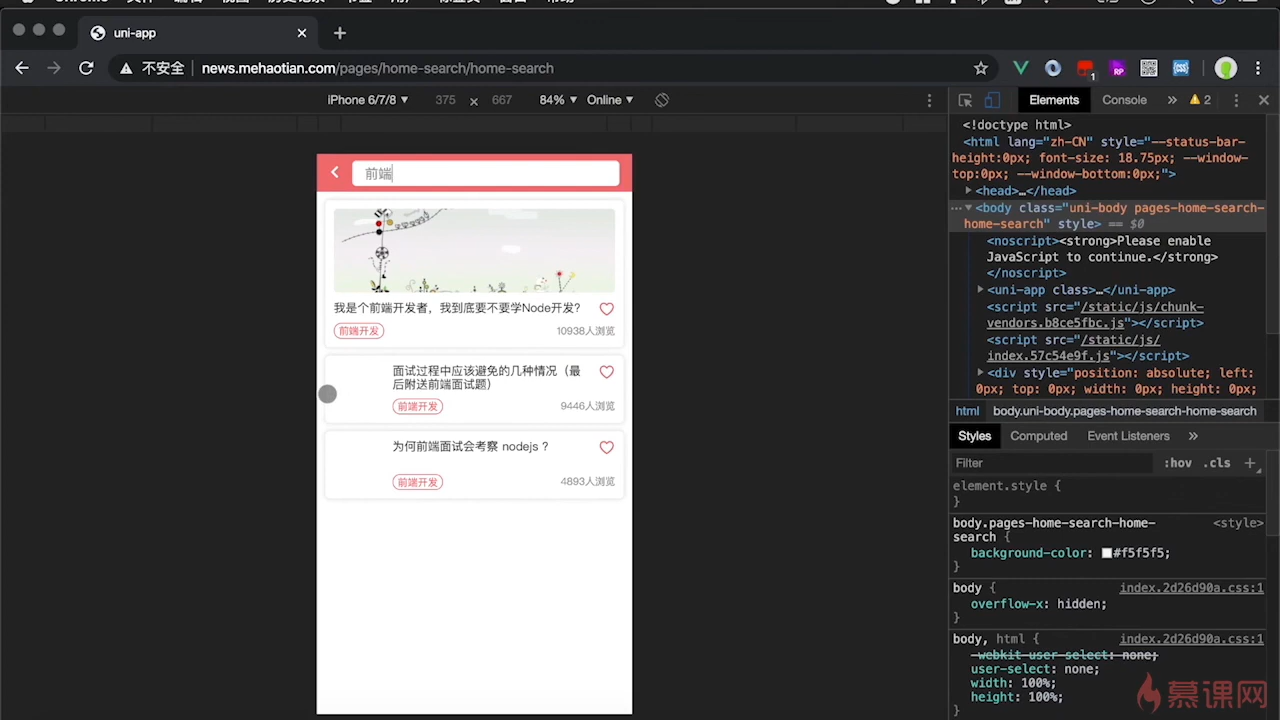 uni-app
不安全 news.mehaotian.com/pages/home-search/home-search
iPhone 6/7/8 ▼ 375 × 667 84% ▼ Online ▼
Elements Console » 2
前端
我是个前端开发者，我到底要不要学Node开发?
前端开发 10938人浏览
面试过程中应该避免的几种情况（最
后附送前端面试题）
前端开发 9446人浏览
为何前端面试会考察 nodejs ?
前端开发 4893人浏览
<!doctype html>
<html lang="zh-CN" style="--status-bar-
height:0px; font-size: 18.75px; --window-
top:0px; --window-bottom:0px;">
<head>…</head>
<body class="uni-body pages-home-search-
home-search" style> == $0
<noscript><strong>Please enable
JavaScript to continue.</strong>
</noscript>
<uni-app class>…</uni-app>
<script src="/static/js/chunk-
vendors.b8ce5fbc.js"></script>
<script src="/static/js/
index.57c54e9f.js"></script>
<div style="position: absolute; left:
0px; top: 0px; width: 0px; height: 0px;
html body.uni-body.pages-home-search-home-search
Styles Computed Event Listeners »
Filter :hov .cls +
element.style {
}
body.pages-home-search-home- <style>
search {
background-color: #f5f5f5;
}
body { index.2d26d90a.css:1
overflow-x: hidden;
}
body, html { index.2d26d90a.css:1
-webkit-user-select: none;
user-select: none;
width: 100%;
height: 100%;
}
慕课网